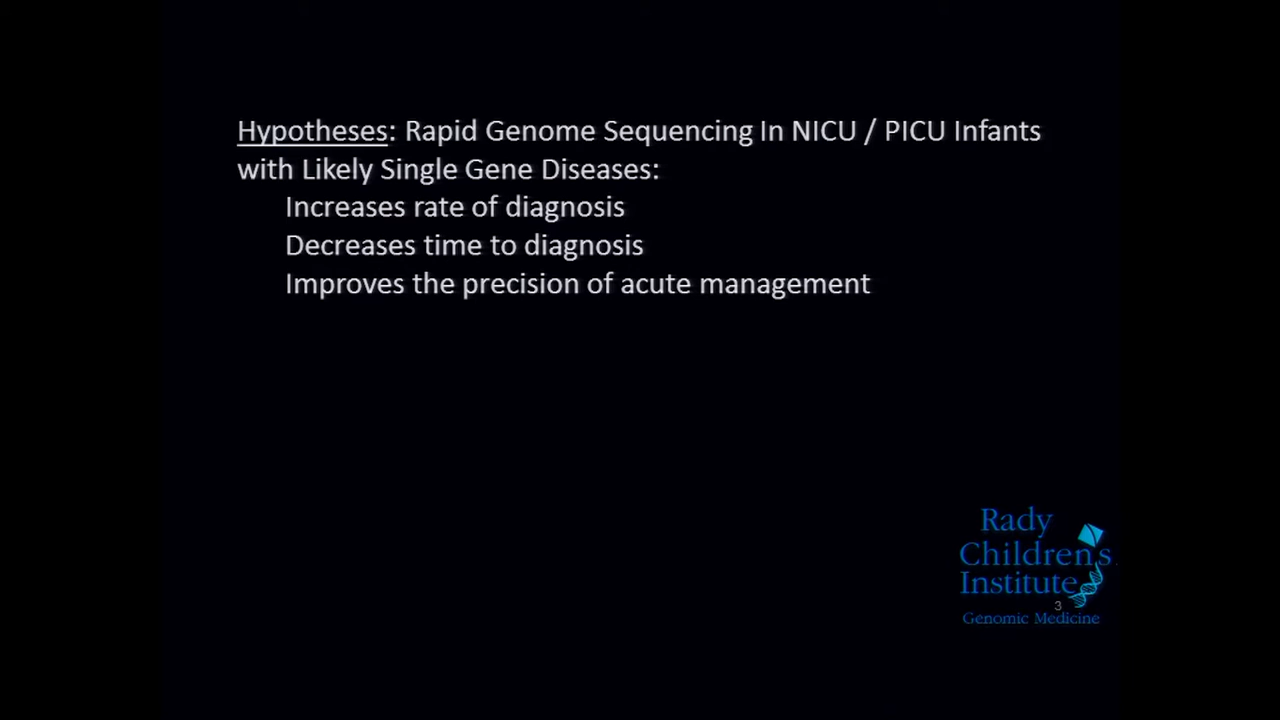 Hypotheses: Rapid Genome Sequencing In NICU / PICU Infants
with Likely Single Gene Diseases:
Increases rate of diagnosis
Decreases time to diagnosis
Improves the precision of acute management
Rady
Children's
Institute
3
Genomic Medicine